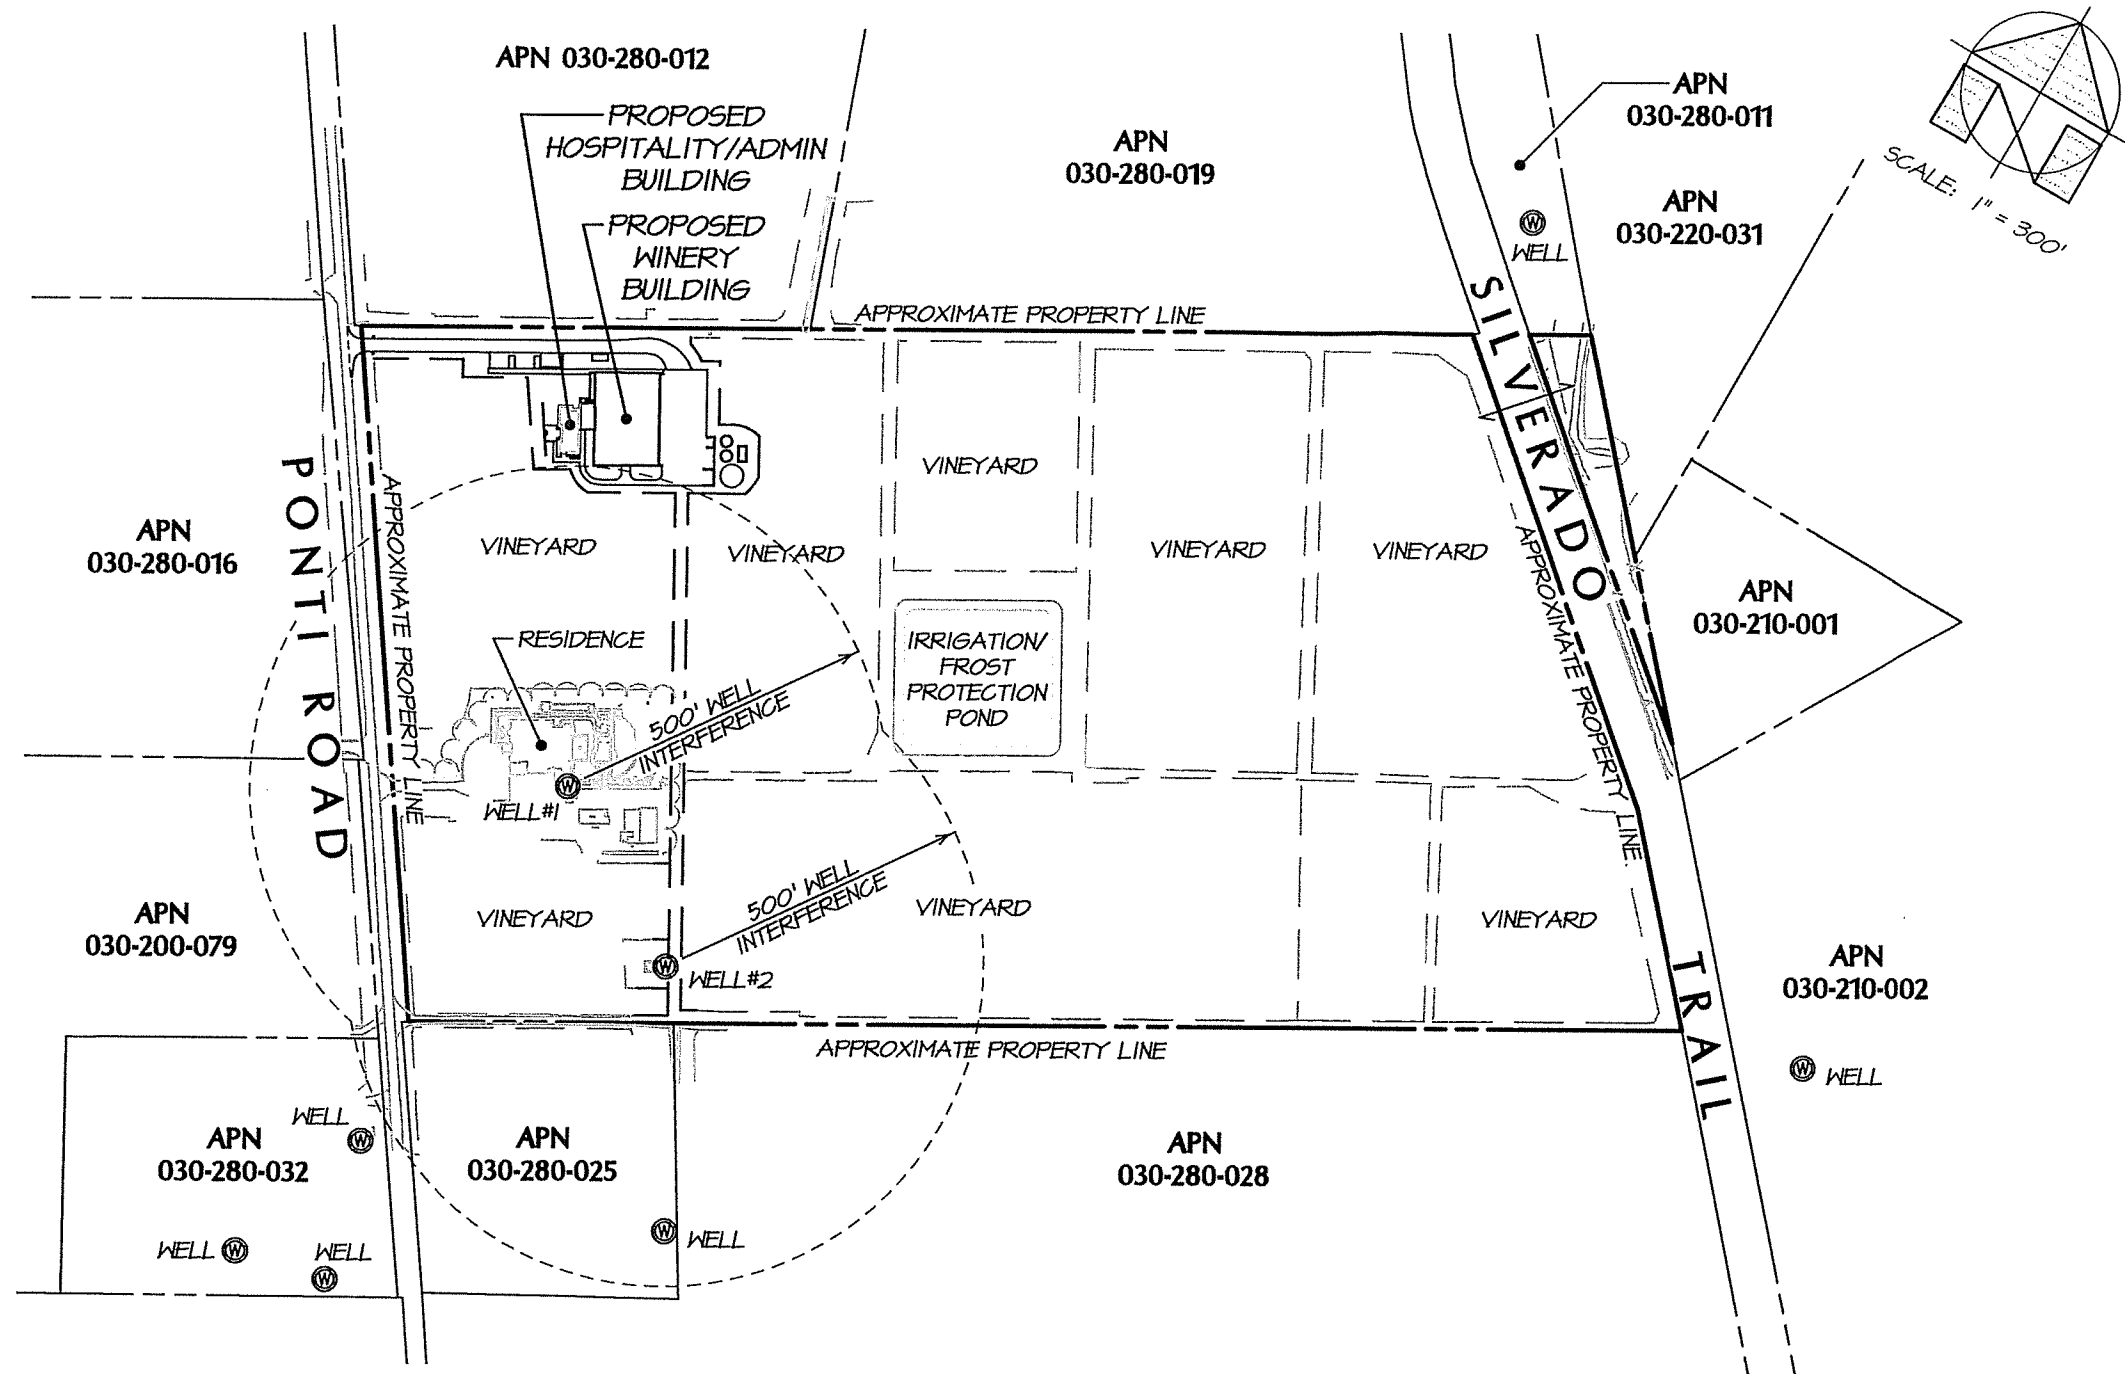 APN 030-280-012
PROPOSED
HOSPITALITY/ADMIN
BUILDING
PROPOSED
WINERY
BUILDING
APN
030-280-019
APN
030-280-011
APN
030-220-031
W
WELL
SCALE: 1" = 300'
APPROXIMATE PROPERTY LINE
SILVERADO TRAIL
PONTI ROAD
APN
030-280-016
APPROXIMATE PROPERTY LINE
VINEYARD
VINEYARD
VINEYARD
VINEYARD
VINEYARD
APPROXIMATE PROPERTY LINE
APN
030-210-001
RESIDENCE
IRRIGATION/
FROST
PROTECTION
POND
500' WELL
INTERFERENCE
W
WELL#1
APN
030-200-079
VINEYARD
500' WELL
INTERFERENCE
VINEYARD
VINEYARD
W
WELL#2
APN
030-210-002
W WELL
APPROXIMATE PROPERTY LINE
WELL
W
APN
030-280-032
APN
030-280-025
APN
030-280-028
WELL W
WELL
W
W WELL